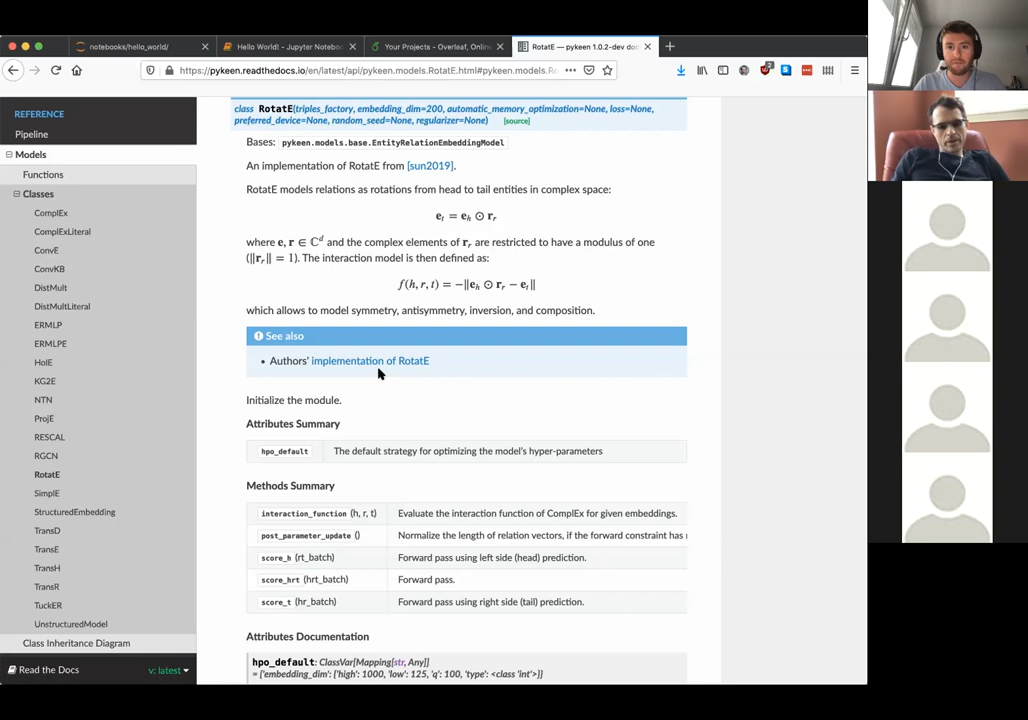 notebooks/hello_world/
Hello World! - Jupyter Noteboo
Your Projects - Overleaf, Online
RotatE — pykeen 1.0.2-dev doc
https://pykeen.readthedocs.io/en/latest/api/pykeen.models.RotatE.html#pykeen.models.Ro
REFERENCE
Pipeline
Models
Functions
Classes
ComplEx
ComplExLiteral
ConvE
ConvKB
DistMult
DistMultLiteral
ERMLP
ERMLPE
HolE
KG2E
NTN
ProjE
RESCAL
RGCN
RotatE
SimplE
StructuredEmbedding
TransD
TransE
TransH
TransR
TuckER
UnstructuredModel
Class Inheritance Diagram
Read the Docs
v: latest
class RotatE(triples_factory, embedding_dim=200, automatic_memory_optimization=None, loss=None,
preferred_device=None, random_seed=None, regularizer=None) [source]
Bases: pykeen.models.base.EntityRelationEmbeddingModel
An implementation of RotatE from [sun2019].
RotatE models relations as rotations from head to tail entities in complex space:
e_t = e_h ⊙ r_r
where e, r ∈ ℂ^d and the complex elements of r_r are restricted to have a modulus of one
(‖r_r‖ = 1). The interaction model is then defined as:
f(h, r, t) = −‖e_h ⊙ r_r − e_t‖
which allows to model symmetry, antisymmetry, inversion, and composition.
See also
• Authors' implementation of RotatE
Initialize the module.
Attributes Summary
hpo_default The default strategy for optimizing the model's hyper-parameters
Methods Summary
interaction_function (h, r, t) Evaluate the interaction function of ComplEx for given embeddings.
post_parameter_update () Normalize the length of relation vectors, if the forward constraint has
score_h (rt_batch) Forward pass using left side (head) prediction.
score_hrt (hrt_batch) Forward pass.
score_t (hr_batch) Forward pass using right side (tail) prediction.
Attributes Documentation
hpo_default: ClassVar[Mapping[str, Any]]
= {'embedding_dim': {'high': 1000, 'low': 125, 'q': 100, 'type': <class 'int'>}}